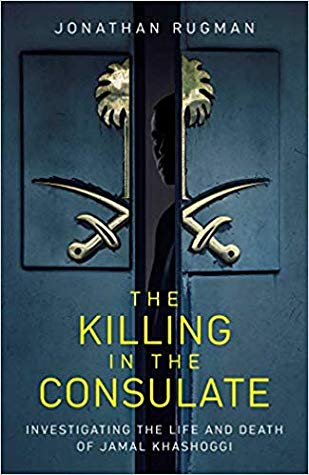 JONATHAN RUGMAN
THE
KILLING
IN THE
CONSULATE
INVESTIGATING THE LIFE AND DEATH
OF JAMAL KHASHOGGI